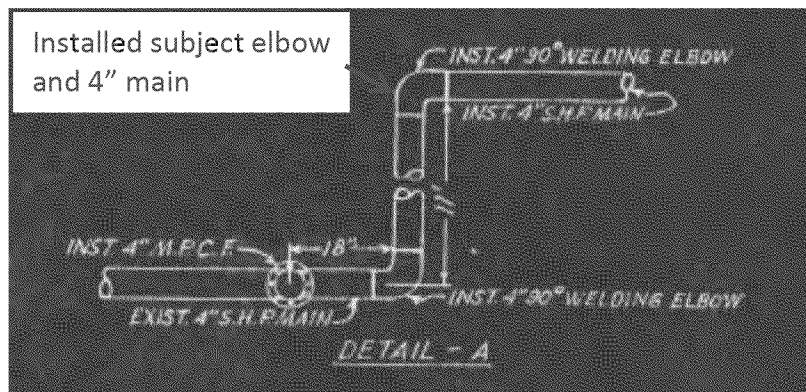 Installed subject elbow
and 4" main
INST. 4" 90° WELDING ELBOW
INST. 4" S.H.P. MAIN
INST. 4" M.P.C.F.
18"
EXIST. 4" S.H.P. MAIN
INST. 4" 90° WELDING ELBOW
DETAIL - A